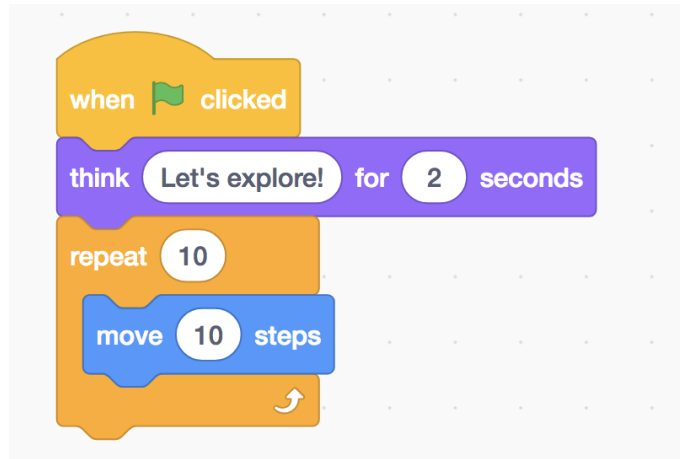 when clicked
think Let's explore! for 2 seconds
repeat 10
move 10 steps